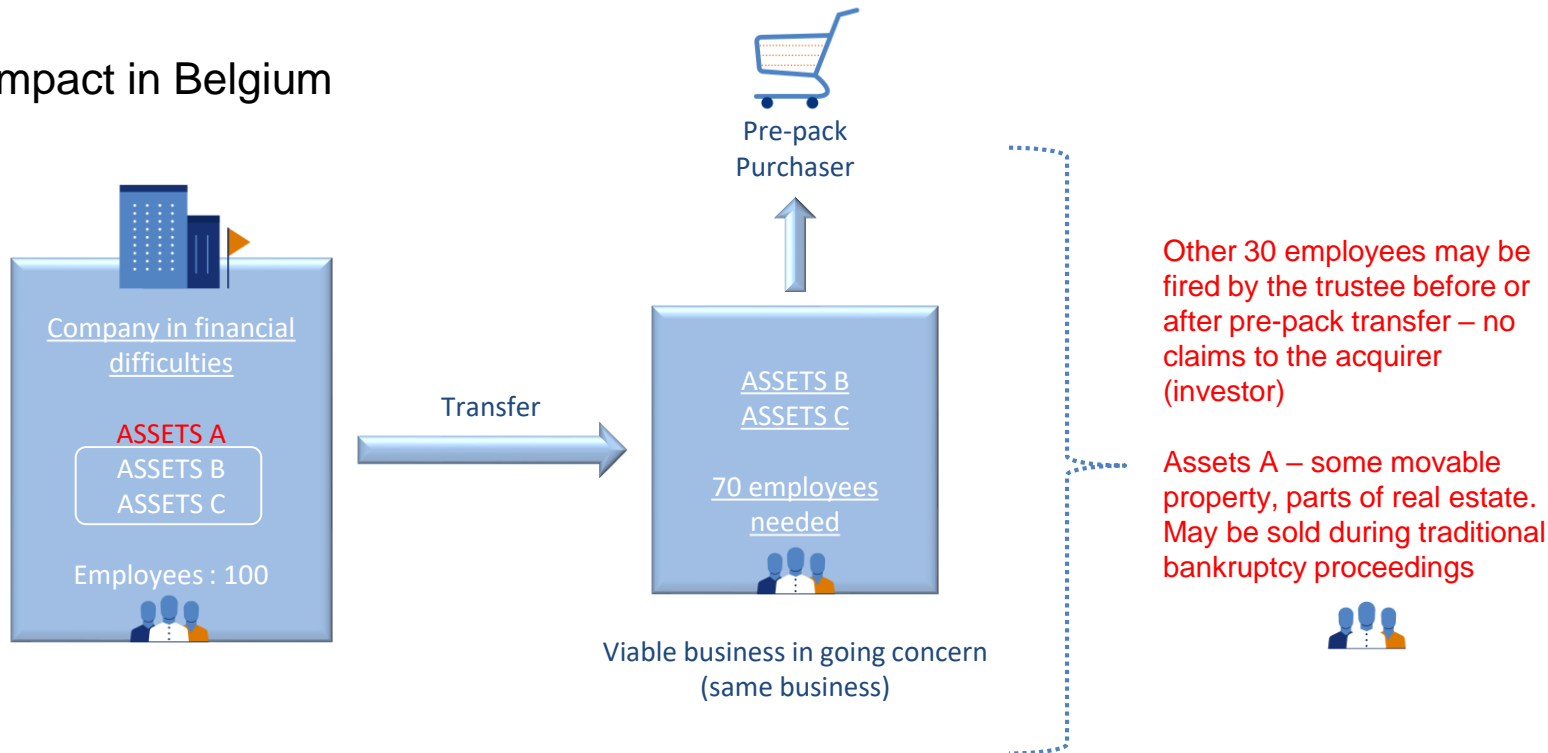 mpact in Belgium
Pre-pack
Purchaser
Company in financial
difficulties
ASSETS A
ASSETS B
ASSETS C
Employees : 100
Transfer
ASSETS B
ASSETS C
70 employees
needed
Viable business in going concern
(same business)
Other 30 employees may be
fired by the trustee before or
after pre-pack transfer – no
claims to the acquirer
(investor)
Assets A – some movable
property, parts of real estate.
May be sold during traditional
bankruptcy proceedings